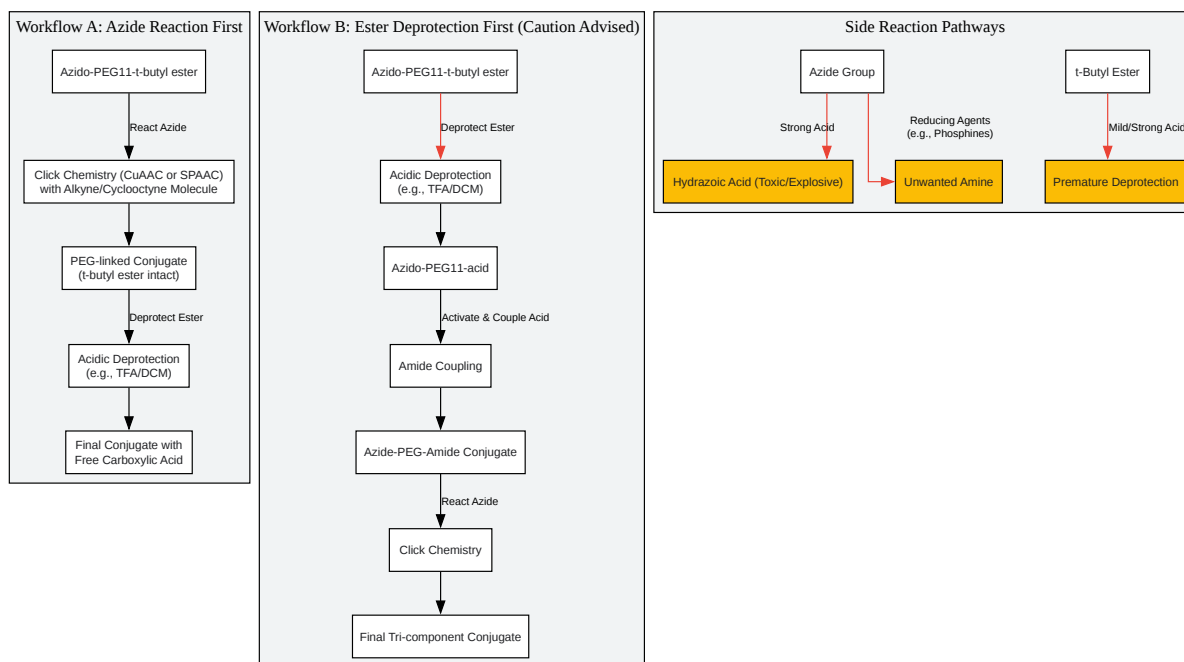 Workflow A: Azide Reaction First
Azido-PEG11-t-butyl ester
React Azide
Click Chemistry (CuAAC or SPAAC)
with Alkyne/Cyclooctyne Molecule
PEG-linked Conjugate
(t-butyl ester intact)
Deprotect Ester
Acidic Deprotection
(e.g., TFA/DCM)
Final Conjugate with
Free Carboxylic Acid
Workflow B: Ester Deprotection First (Caution Advised)
Azido-PEG11-t-butyl ester
Deprotect Ester
Acidic Deprotection
(e.g., TFA/DCM)
Azido-PEG11-acid
Activate & Couple Acid
Amide Coupling
Azide-PEG-Amide Conjugate
React Azide
Click Chemistry
Final Tri-component Conjugate
Side Reaction Pathways
Azide Group
Strong Acid
Reducing Agents
(e.g., Phosphines)
Hydrazoic Acid (Toxic/Explosive)
Unwanted Amine
t-Butyl Ester
Mild/Strong Acid
Premature Deprotection